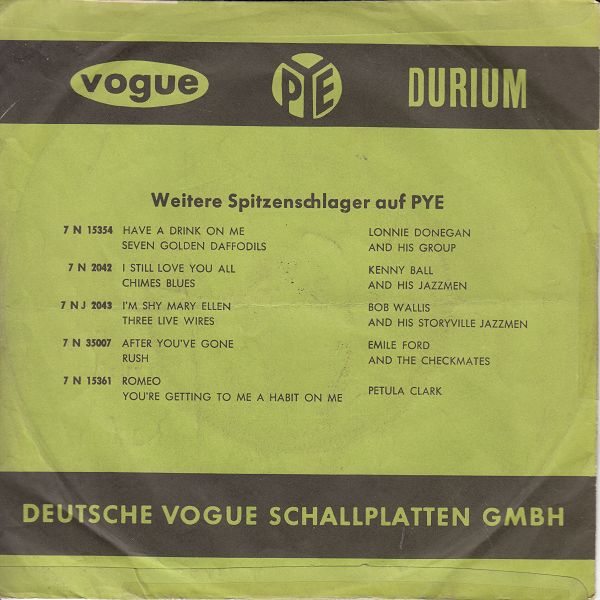 vogue PYE DURIUM
Weitere Spitzenschlager auf PYE
7 N 15354 HAVE A DRINK ON ME LONNIE DONEGAN
SEVEN GOLDEN DAFFODILS AND HIS GROUP
7 N 2042 I STILL LOVE YOU ALL KENNY BALL
CHIMES BLUES AND HIS JAZZMEN
7 N J 2043 I'M SHY MARY ELLEN BOB WALLIS
THREE LIVE WIRES AND HIS STORYVILLE JAZZMEN
7 N 35007 AFTER YOU'VE GONE EMILE FORD
RUSH AND THE CHECKMATES
7 N 15361 ROMEO PETULA CLARK
YOU'RE GETTING TO ME A HABIT ON ME
DEUTSCHE VOGUE SCHALLPLATTEN GMBH